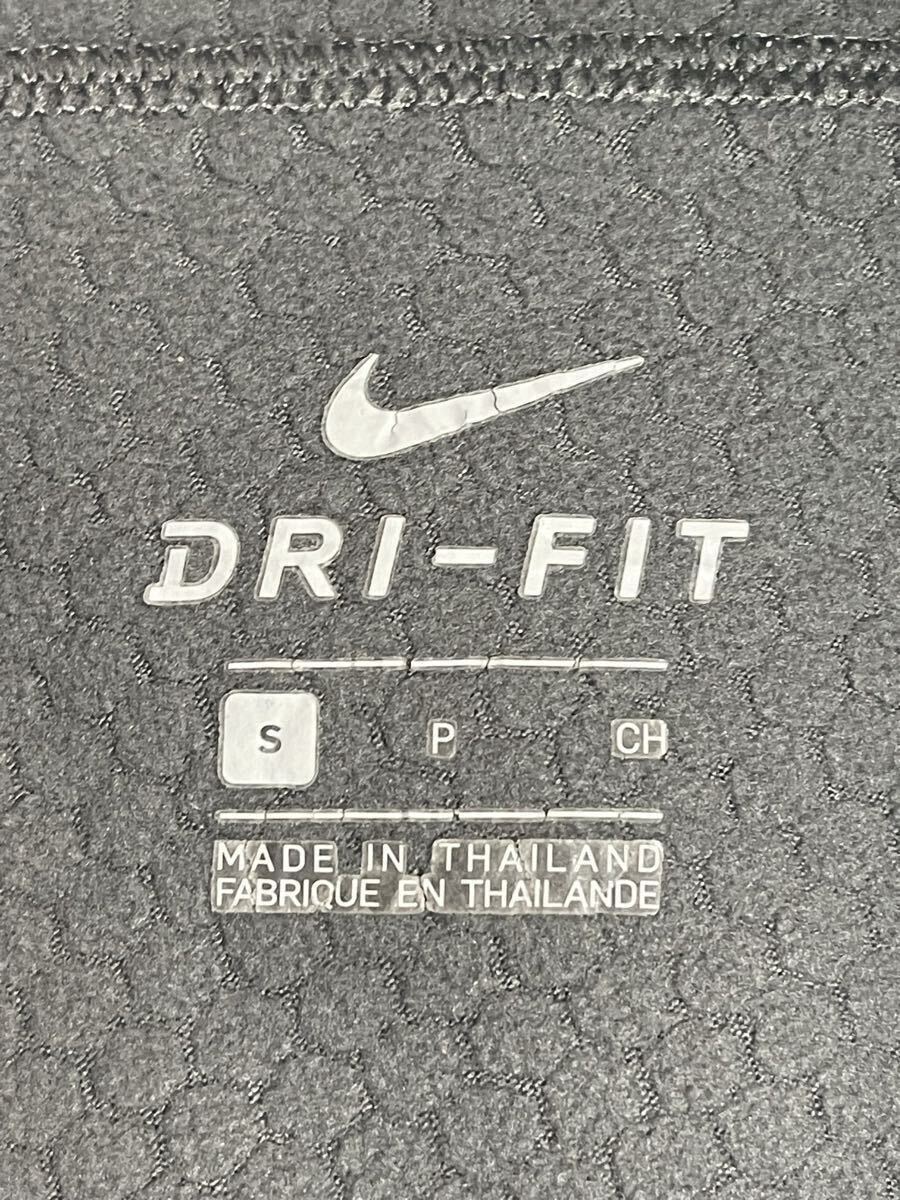 DRI-FIT
S P CH
MADE IN THAILAND
FABRIQUE EN THAILANDE